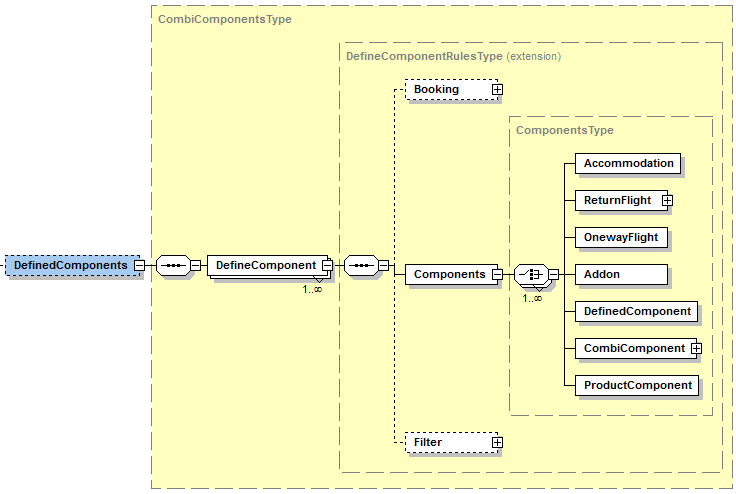 CombiComponentsType
DefineComponentRulesType (extension)
Booking
ComponentsType
Accommodation
ReturnFlight
OnewayFlight
DefinedComponents
DefineComponent
1..∞
Components
1..∞
Addon
DefinedComponent
CombiComponent
ProductComponent
Filter